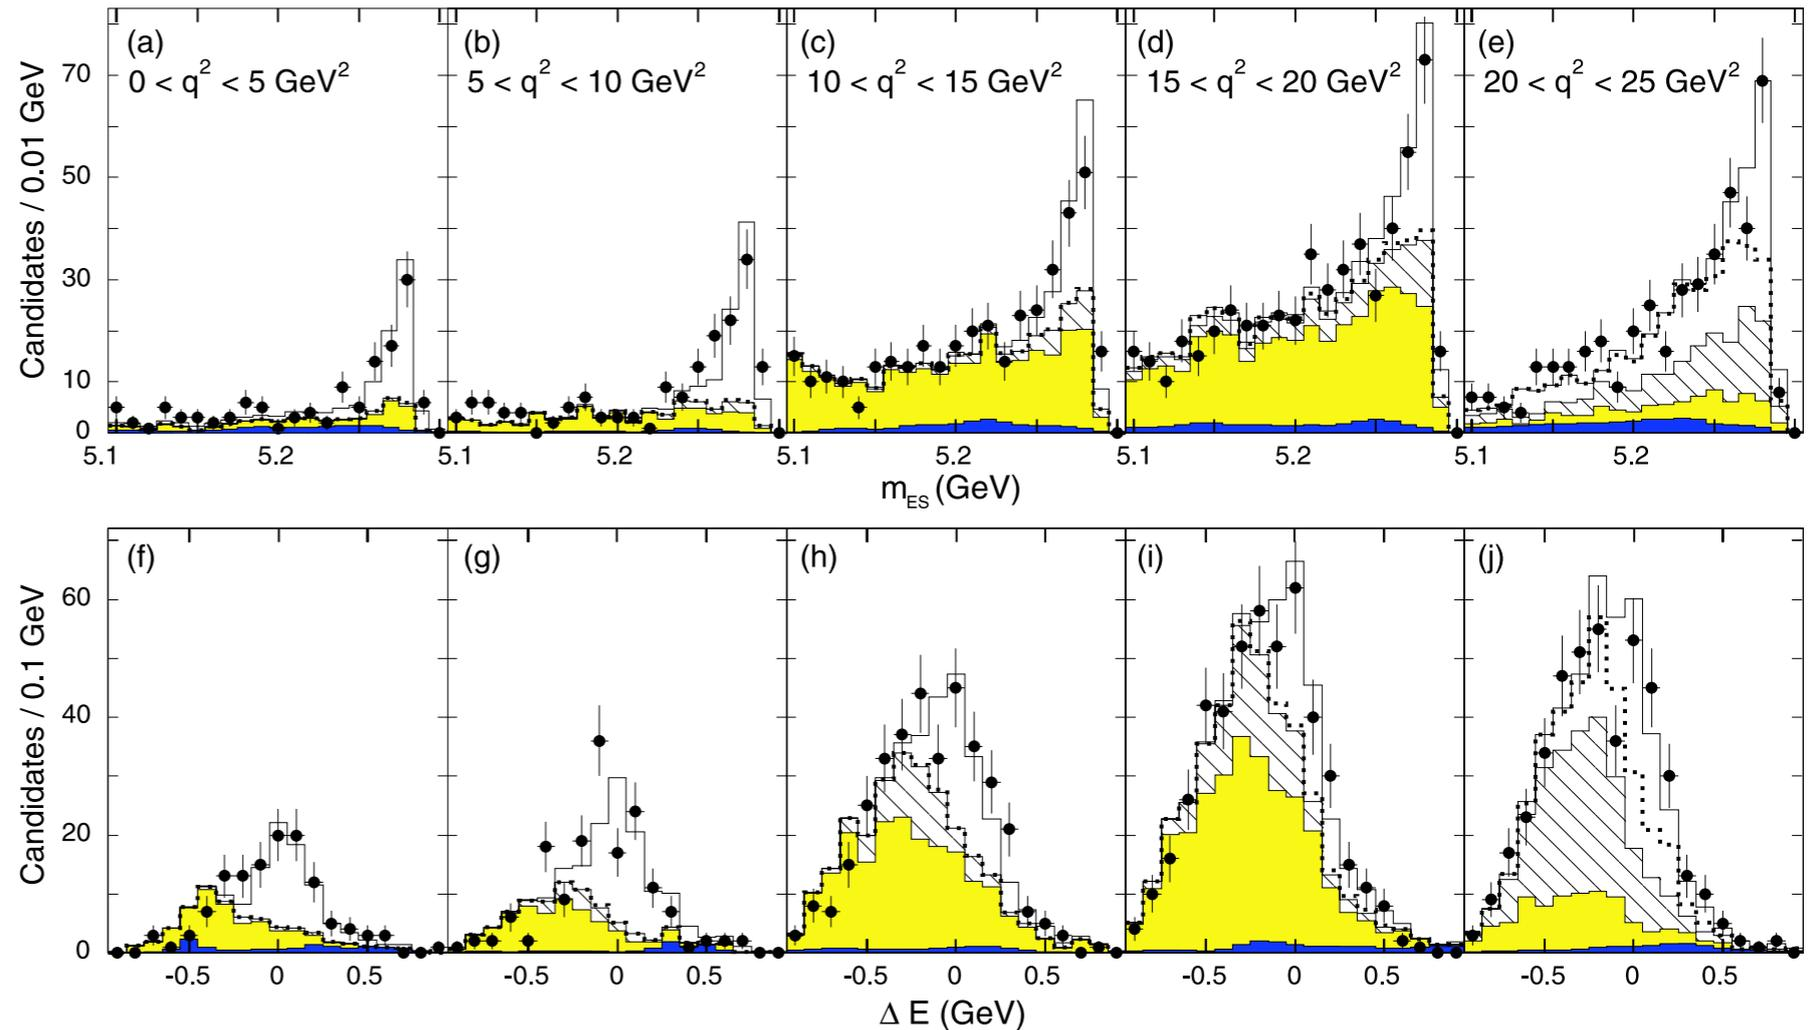 (a) (b) (c) (d) (e)
0 < q² < 5 GeV² 5 < q² < 10 GeV² 10 < q² < 15 GeV² 15 < q² < 20 GeV² 20 < q² < 25 GeV²
Candidates / 0.01 GeV
70
50
30
10
0
5.1 5.2 5.1 5.2 5.1 5.2 5.1 5.2 5.1 5.2
m_ES (GeV)
(f) (g) (h) (i) (j)
Candidates / 0.1 GeV
60
40
20
0
-0.5 0 0.5 -0.5 0 0.5 -0.5 0 0.5 -0.5 0 0.5 -0.5 0 0.5
Δ E (GeV)